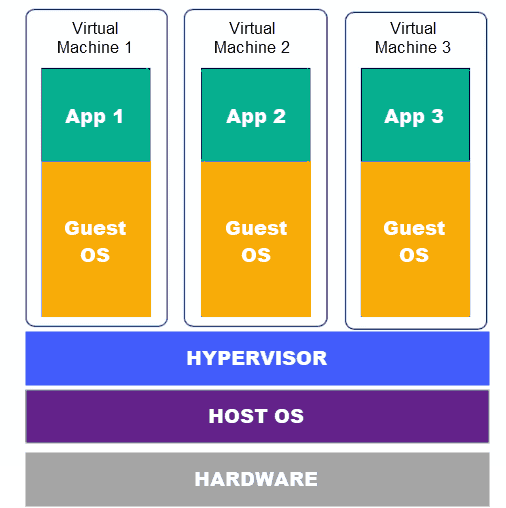 Virtual
Machine 1
Virtual
Machine 2
Virtual
Machine 3
App 1
App 2
App 3
Guest
OS
Guest
OS
Guest
OS
HYPERVISOR
HOST OS
HARDWARE